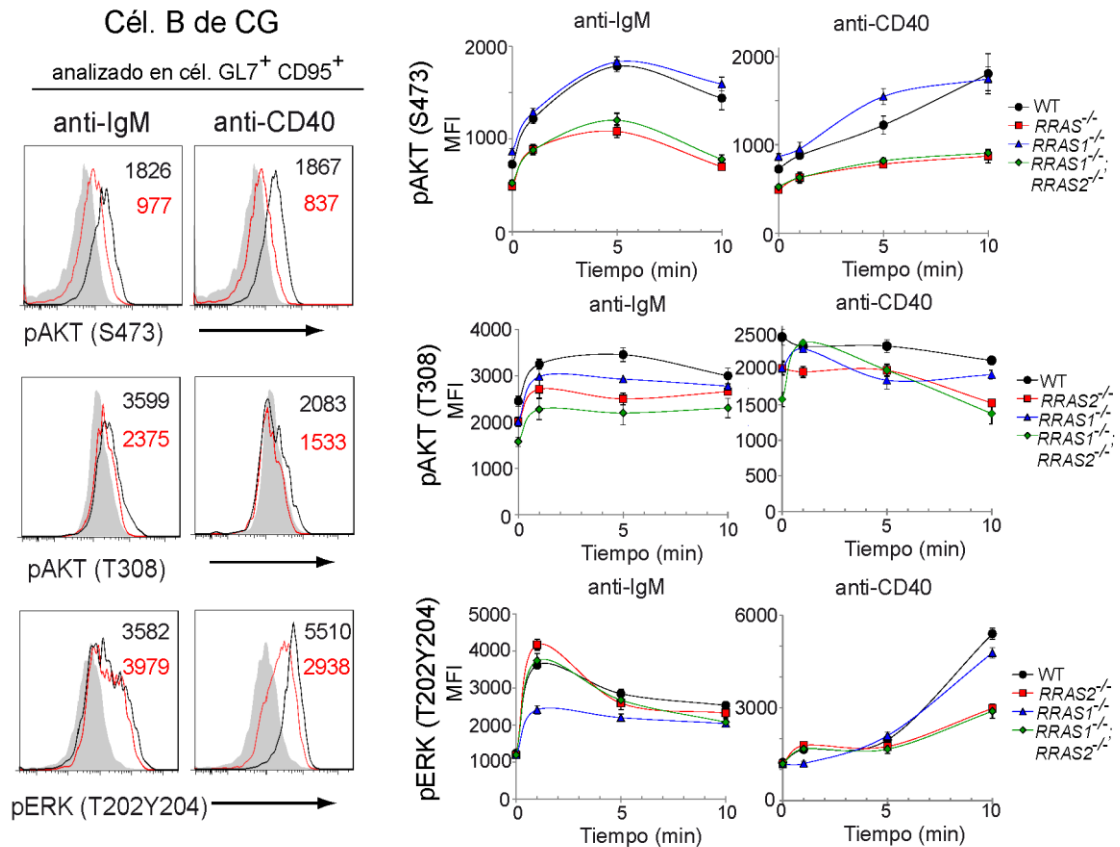 Cél. B de CG
analizado en cél. GL7+ CD95+
anti-IgM
anti-CD40
1826
977
1867
837
pAKT (S473)
3599
2375
2083
1533
pAKT (T308)
3582
3979
5510
2938
pERK (T202Y204)
anti-IgM
anti-CD40
pAKT (S473)
MFI
2000
1000
0
0
5
10
Tiempo (min)
2000
1000
0
0
5
10
Tiempo (min)
WT
RRAS-/-
RRAS1-/-
RRAS1-/-;
RRAS2-/-
anti-IgM
anti-CD40
pAKT (T308)
MFI
4000
3000
2000
1000
0
0
5
10
Tiempo (min)
2500
2000
1500
1000
500
0
0
5
10
Tiempo (min)
WT
RRAS2-/-
RRAS1-/-
RRAS1-/-;
RRAS2-/-
anti-IgM
anti-CD40
pERK (T202Y204)
MFI
5000
4000
3000
2000
1000
0
0
5
10
Tiempo (min)
6000
3000
0
0
5
10
Tiempo (min)
WT
RRAS2-/-
RRAS1-/-
RRAS1-/-;
RRAS2-/-